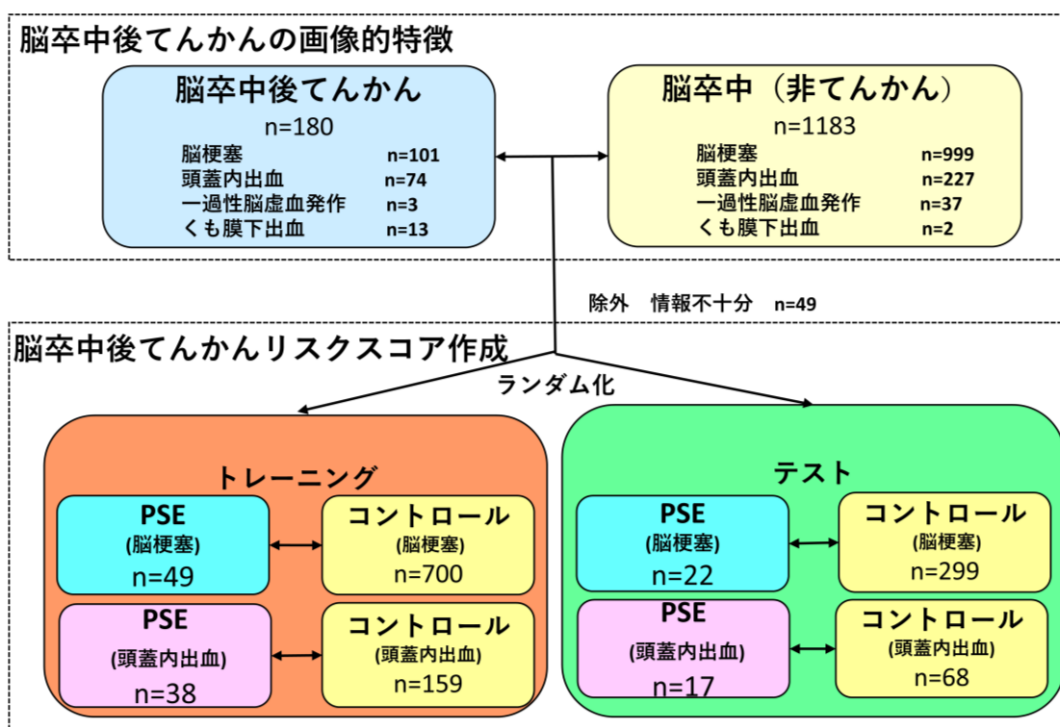 脳卒中後てんかんの画像的特徴
脳卒中後てんかん
n=180
脳梗塞 n=101
頭蓋内出血 n=74
一過性脳虚血発作 n=3
くも膜下出血 n=13
脳卒中（非てんかん）
n=1183
脳梗塞 n=999
頭蓋内出血 n=227
一過性脳虚血発作 n=37
くも膜下出血 n=2
除外　情報不十分　n=49
脳卒中後てんかんリスクスコア作成
ランダム化
トレーニング
PSE
(脳梗塞)
n=49
コントロール
(脳梗塞)
n=700
PSE
(頭蓋内出血)
n=38
コントロール
(頭蓋内出血)
n=159
テスト
PSE
(脳梗塞)
n=22
コントロール
(脳梗塞)
n=299
PSE
(頭蓋内出血)
n=17
コントロール
(頭蓋内出血)
n=68